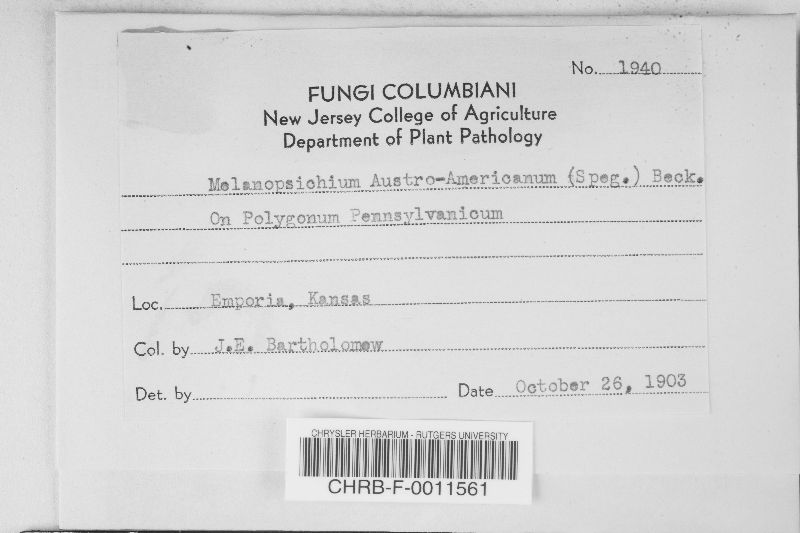 No. 1940
FUNGI COLUMBIANI
New Jersey College of Agriculture
Department of Plant Pathology
Melanopsichium Austro-Americanum (Speg.) Beck.
On Polygonum Pennsylvanicum
Loc. Emporia, Kansas
Col. by J.E. Bartholomew
Det. by
Date October 26, 1903
CHRYSLER HERBARIUM - RUTGERS UNIVERSITY
CHRB-F-0011561